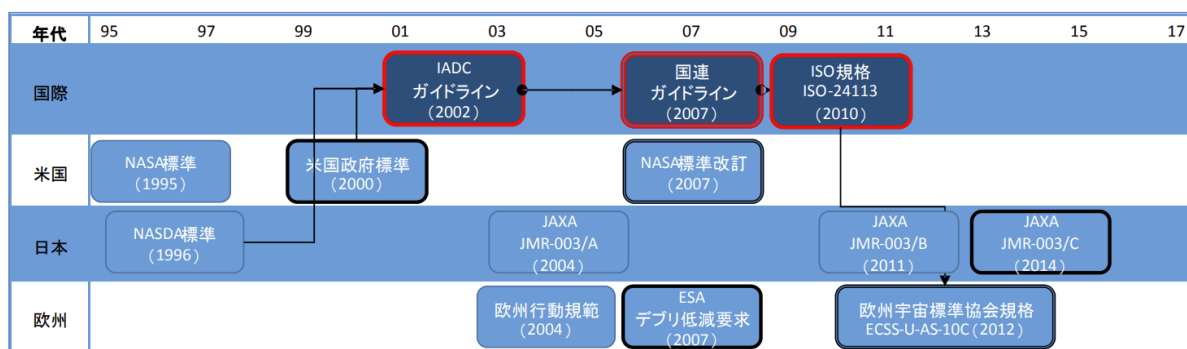 年代 95 97 99 01 03 05 07 09 11 13 15 17
国際
IADC
ガイドライン
(2002)
国連
ガイドライン
(2007)
ISO規格
ISO-24113
(2010)
米国
NASA標準
(1995)
米国政府標準
(2000)
NASA標準改訂
(2007)
日本
NASDA標準
(1996)
JAXA
JMR-003/A
(2004)
JAXA
JMR-003/B
(2011)
JAXA
JMR-003/C
(2014)
欧州
欧州行動規範
(2004)
ESA
デブリ低減要求
(2007)
欧州宇宙標準協会規格
ECSS-U-AS-10C(2012)